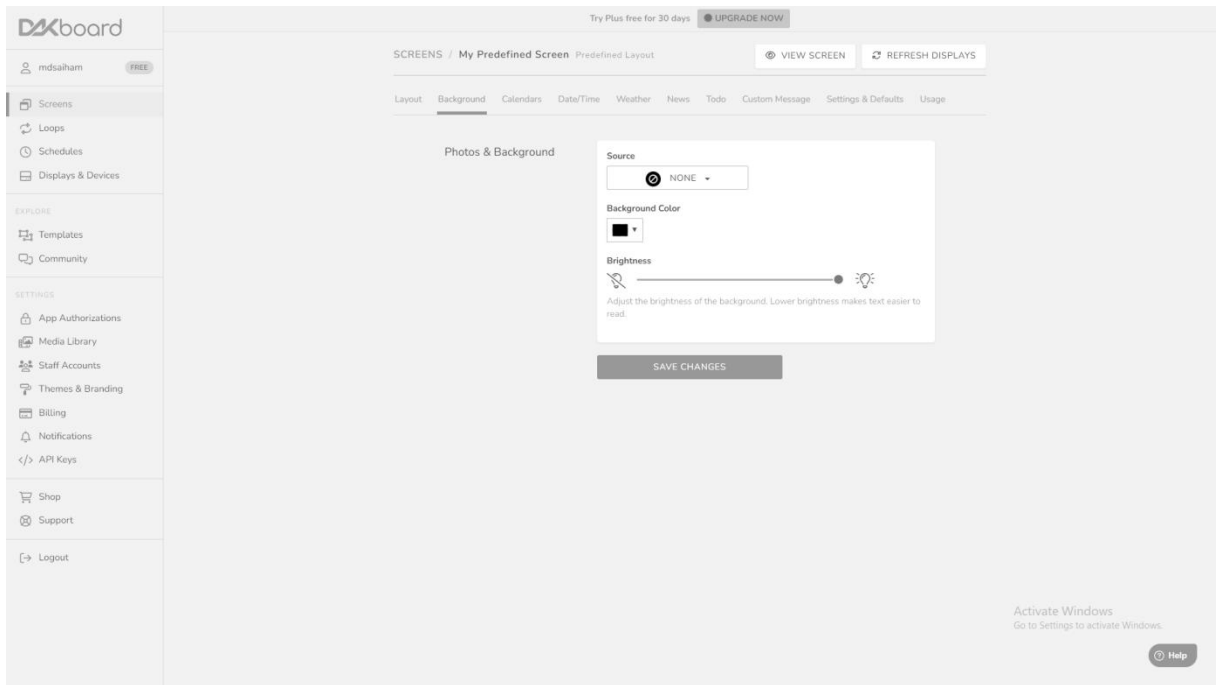 DAKboard
mdsaiham FREE
Screens
Loops
Schedules
Displays & Devices
EXPLORE
Templates
Community
SETTINGS
App Authorizations
Media Library
Staff Accounts
Themes & Branding
Billing
Notifications
</> API Keys
Shop
Support
Logout
Try Plus free for 30 days UPGRADE NOW
SCREENS / My Predefined Screen Predefined Layout VIEW SCREEN REFRESH DISPLAYS
Layout Background Calendars Date/Time Weather News Todo Custom Message Settings & Defaults Usage
Photos & Background
Source
NONE
Background Color
Brightness
Adjust the brightness of the background. Lower brightness makes text easier to
read.
SAVE CHANGES
Activate Windows
Go to Settings to activate Windows.
Help